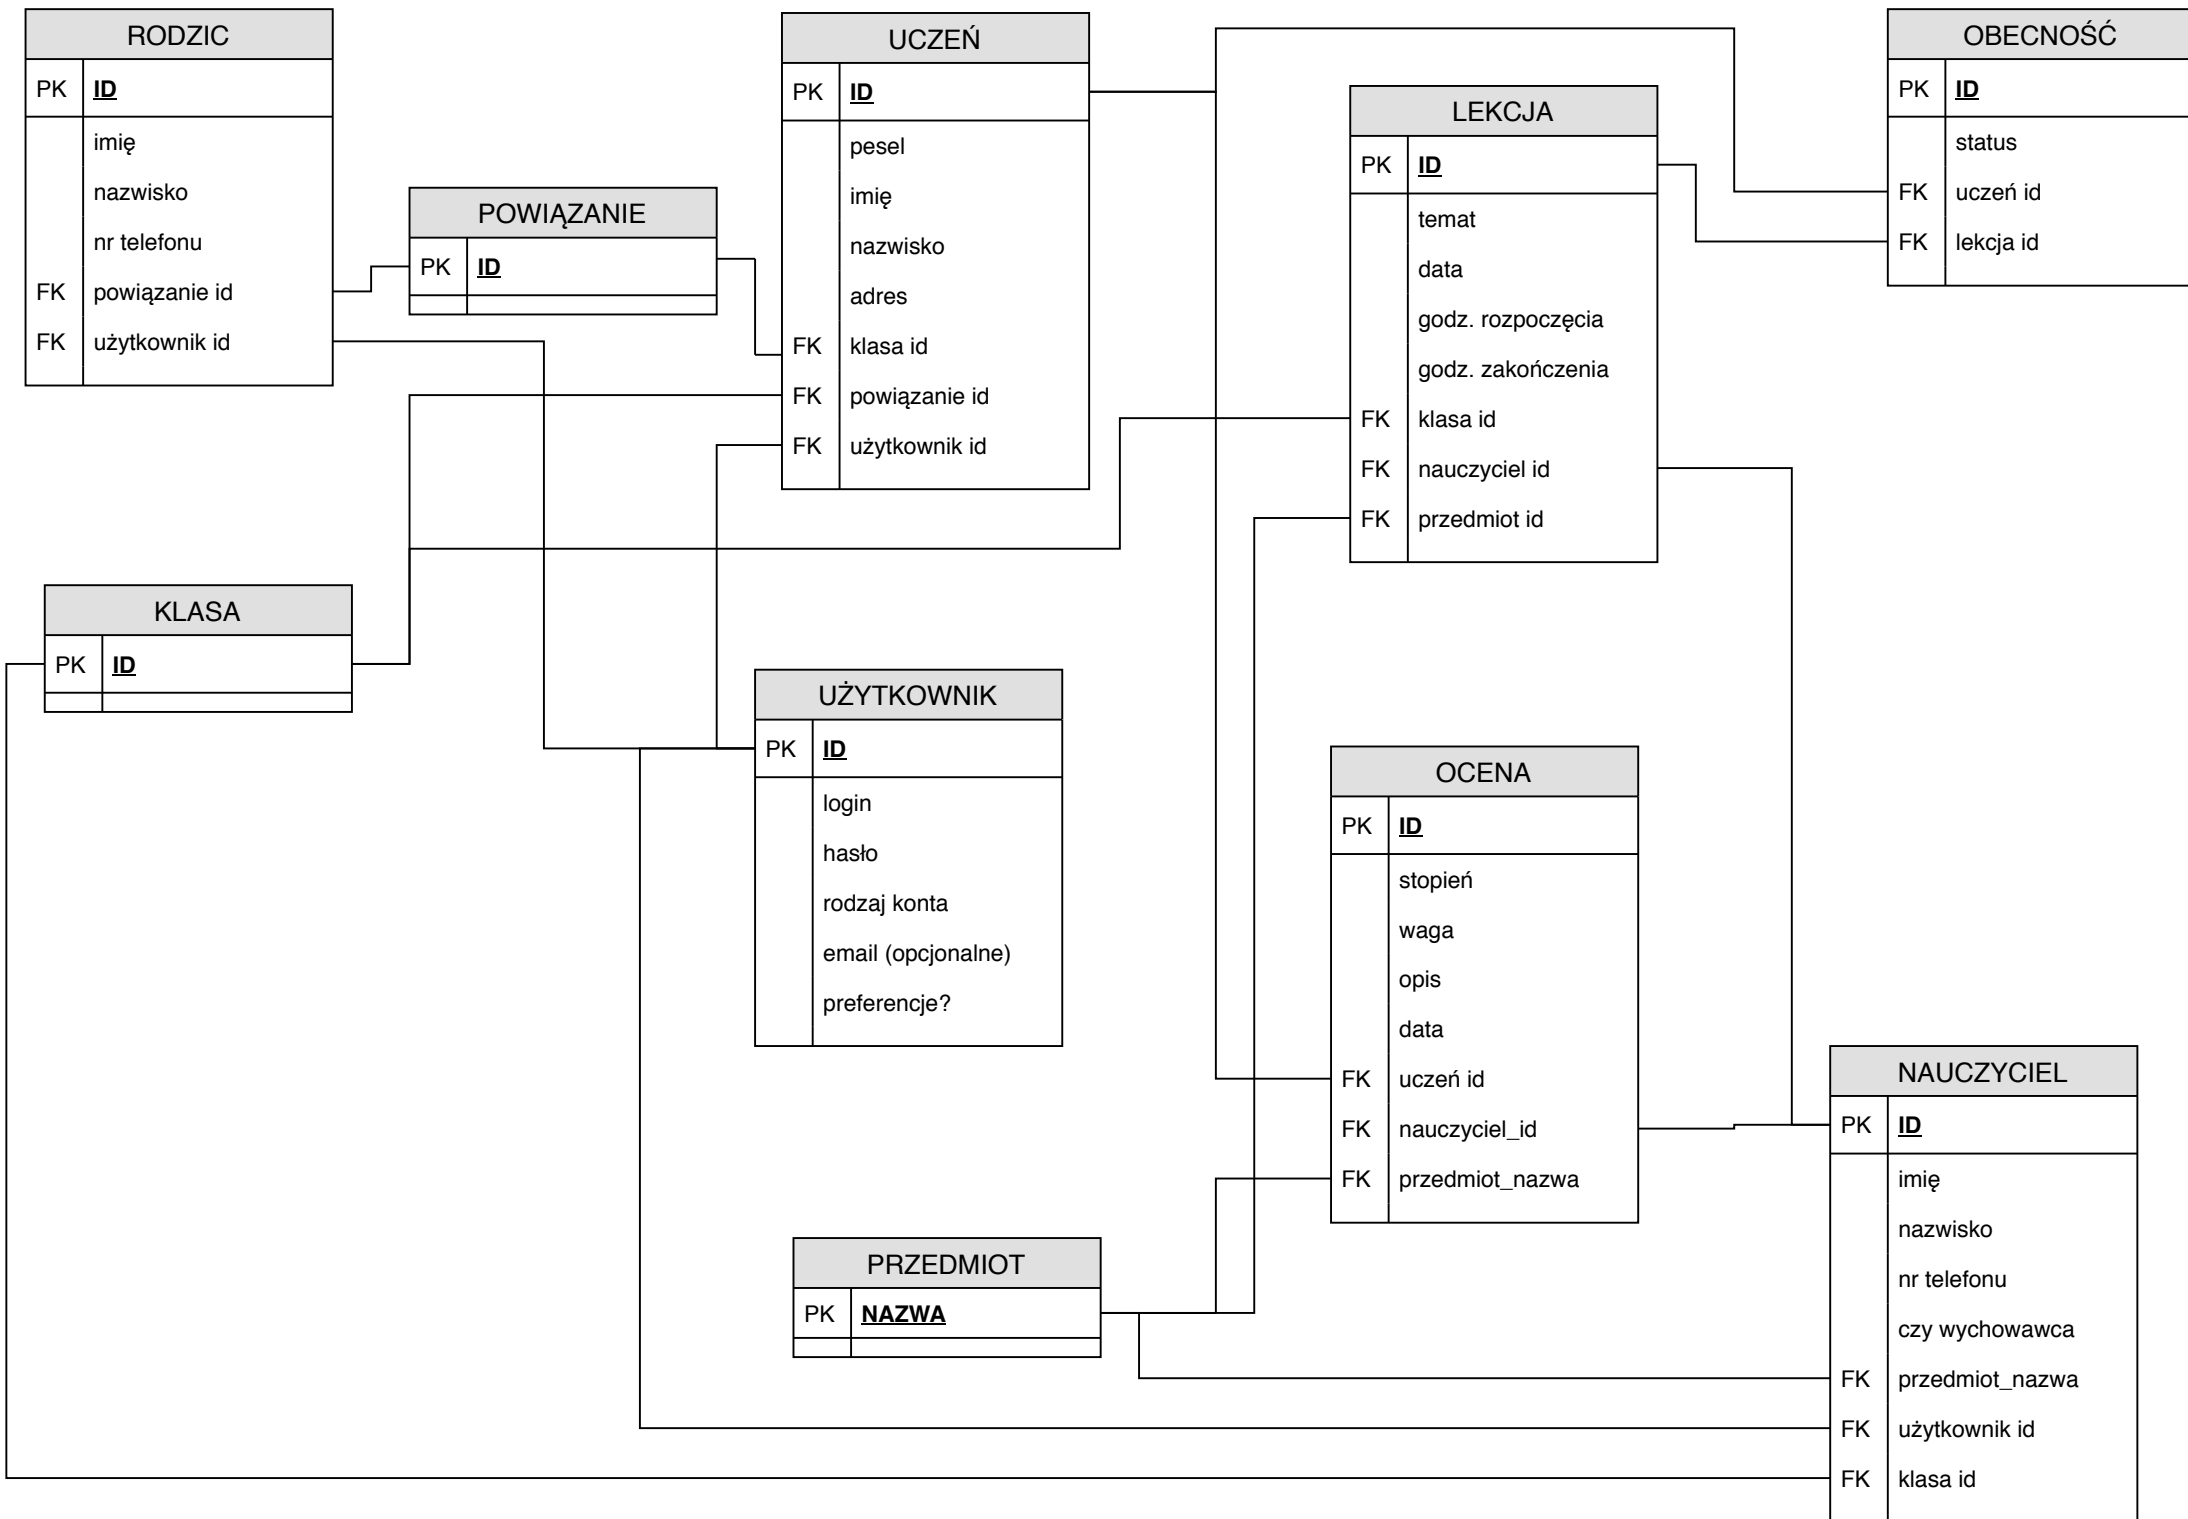 RODZIC
PK ID
imię
nazwisko
nr telefonu
FK powiązanie id
FK użytkownik id
POWIĄZANIE
PK ID
UCZEŃ
PK ID
pesel
imię
nazwisko
adres
FK klasa id
FK powiązanie id
FK użytkownik id
LEKCJA
PK ID
temat
data
godz. rozpoczęcia
godz. zakończenia
FK klasa id
FK nauczyciel id
FK przedmiot id
OBECNOŚĆ
PK ID
status
FK uczeń id
FK lekcja id
KLASA
PK ID
UŻYTKOWNIK
PK ID
login
hasło
rodzaj konta
email (opcjonalne)
preferencje?
OCENA
PK ID
stopień
waga
opis
data
FK uczeń id
FK nauczyciel_id
FK przedmiot_nazwa
PRZEDMIOT
PK NAZWA
NAUCZYCIEL
PK ID
imię
nazwisko
nr telefonu
czy wychowawca
FK przedmiot_nazwa
FK użytkownik id
FK klasa id